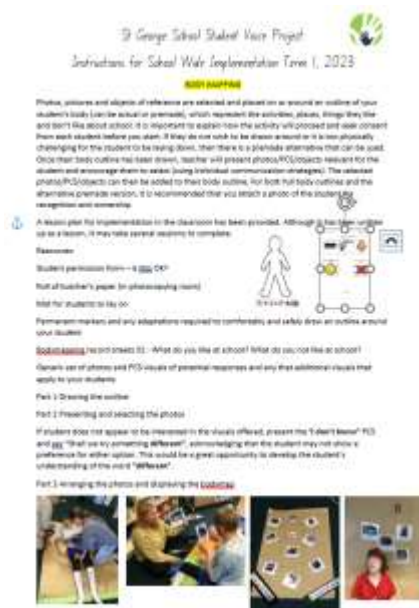 St George School Student Voice Project
Instructions for School Wide Implementation Term 1, 2023
BODY MAPPING
Photos, pictures and objects of reference are selected and placed on or around an outline of your
student's body (can be actual or premade), which represent the activities, places, things they like
and don't like about school. It is important to explain how the activity will proceed and seek consent
from each student before you start. If they do not wish to be drawn around or it is too physically
challenging for the student to be laying down, then there is a premade alternative that can be used.
Once their body outline has been drawn, teacher will present photos/PCS/objects relevant for the
student and encourage them to select (using individual communication strategies). The selected
photos/PCS/objects can then be added to their body outline. For both full body outlines and the
alternative premade version, it is recommended that you attach a photo of the student
recognition and ownership.
A lesson plan for implementation in the classroom has been provided. Although it has been written
up as a lesson, it may take several sessions to complete.
Resources:
Student permission form – is this OK?
Roll of butcher's paper (in photocopying room)
Mat for students to lay on
Permanent markers and any adaptations required to comfortably and safely draw an outline around
your student
Bodymapping record sheets 01 - What do you like at school? What do you not like at school?
Generic set of photos and PCS visuals of potential responses and any additional visuals that
apply to your students
Part 1 Drawing the outline
Part 2 Presenting and selecting the photos
If student does not appear to be interested in the visuals offered, present the "I don't know" PCS
and say "Shall we try something different", acknowledging that the student may not show a
preference for either option. This would be a great opportunity to develop the student's
understanding of the word "different".
Part 3 Arranging the photos and displaying the bodymap